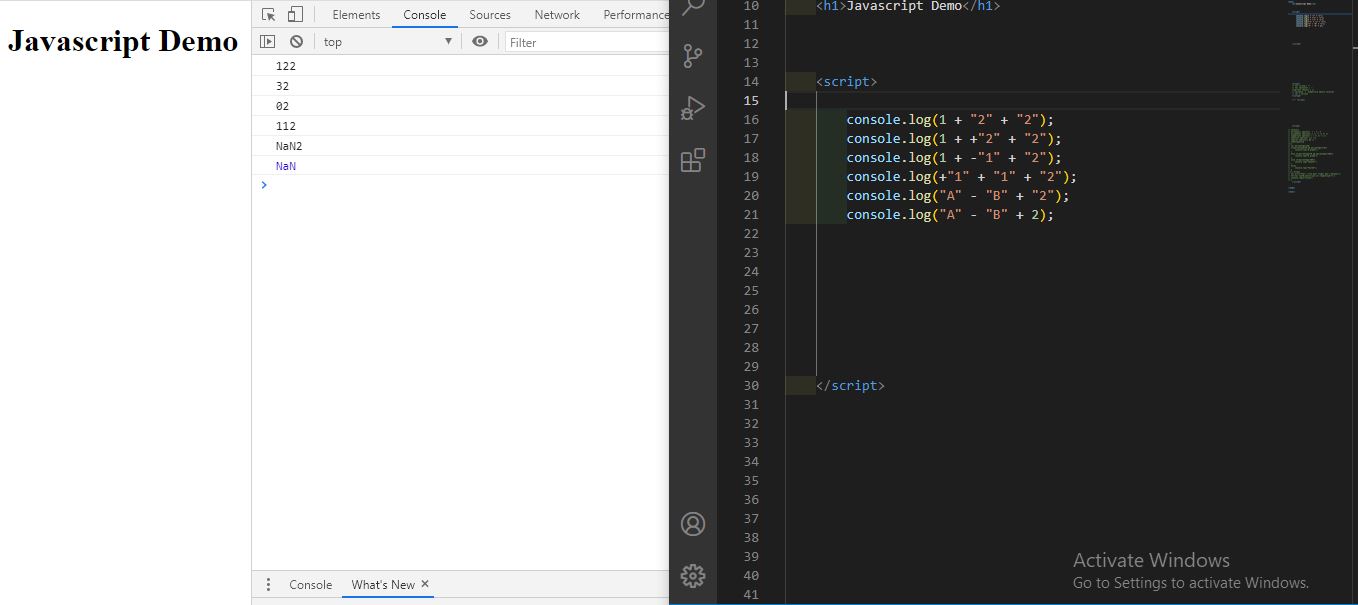 Javascript Demo
Elements Console Sources Network Performance
top Filter
122
32
02
112
NaN2
NaN
Console What's New
10 <h1>Javascript Demo</h1>
11
12
13
14 <script>
15
16 console.log(1 + "2" + "2");
17 console.log(1 + +"2" + "2");
18 console.log(1 + -"1" + "2");
19 console.log(+"1" + "1" + "2");
20 console.log("A" - "B" + "2");
21 console.log("A" - "B" + 2);
22
23
24
25
26
27
28
29
30 </script>
31
32
33
34
35
36
37
38
39
40
41
Activate Windows
Go to Settings to activate Windows.